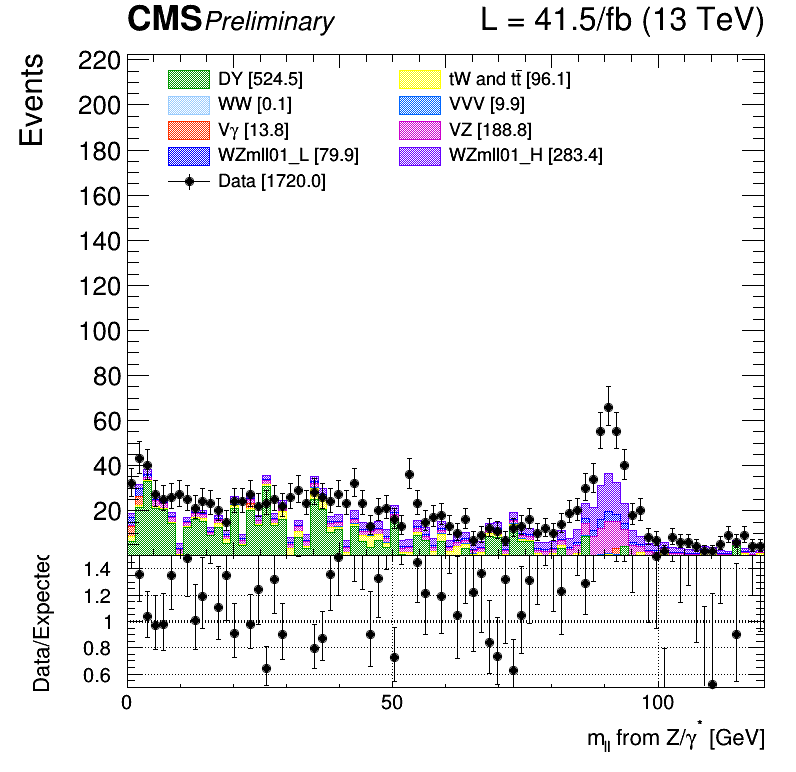 CMS Preliminary L = 41.5/fb (13 TeV)
Events
220
200
180
160
140
120
100
80
60
40
20
DY [524.5] tW and tt̄ [96.1]
WW [0.1] VVV [9.9]
Vγ [13.8] VZ [188.8]
WZmll01_L [79.9] WZmll01_H [283.4]
Data [1720.0]
Data/Expected
1.4
1.2
1
0.8
0.6
0 50 100
m_ll from Z/γ* [GeV]